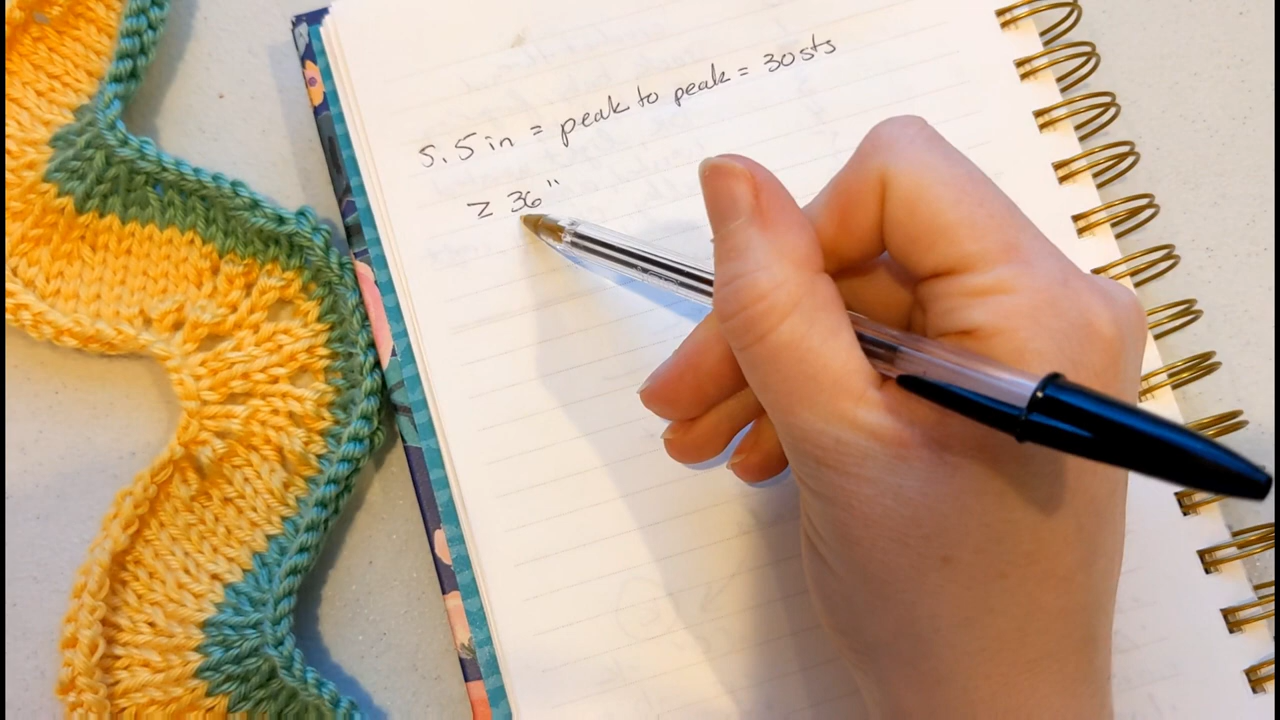 5.5 in = peak to peak = 30 sts
≥ 36"